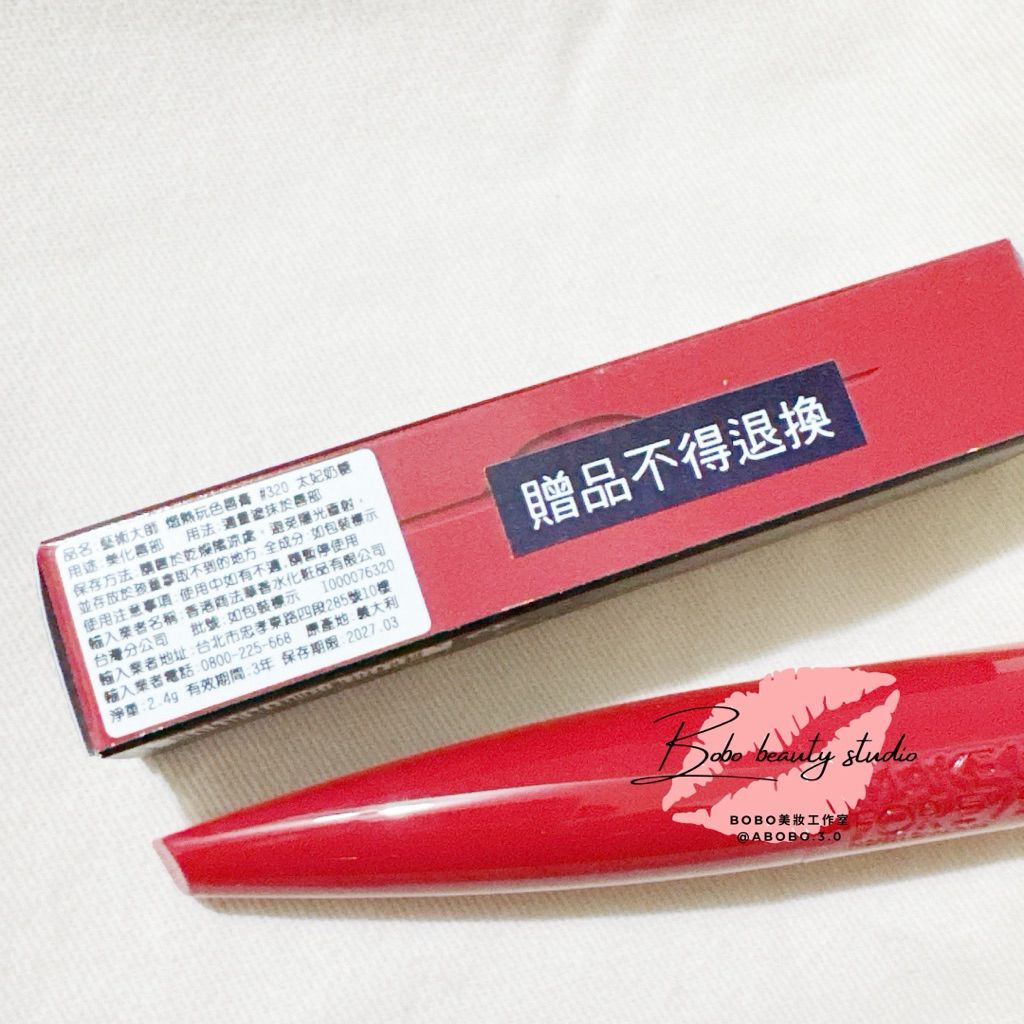 贈品不得退換
品名:藝術大師 燃熱玩色唇膏 #320 太妃奶糖
用途:美化唇部 用法:適量塗抹於唇部
保存方法:請置於乾燥陰涼處,避免陽光直射,
並存放於孩童拿取不到的地方 全成分:如包裝標示
使用注意事項:使用中如有不適,請暫停使用
輸入業者名稱:香港商法華香水化粧品有限公司
台灣分公司 批號:如包裝標示 I000076320
輸入業者地址:台北市忠孝東路四段285號10樓
輸入業者電話:0800-225-668 原產地:義大利
淨重:2.4g 有效期間:3年 保存期限:2027.03
Bobo beauty studio
BOBO美妝工作室
@ABOBO.3.0